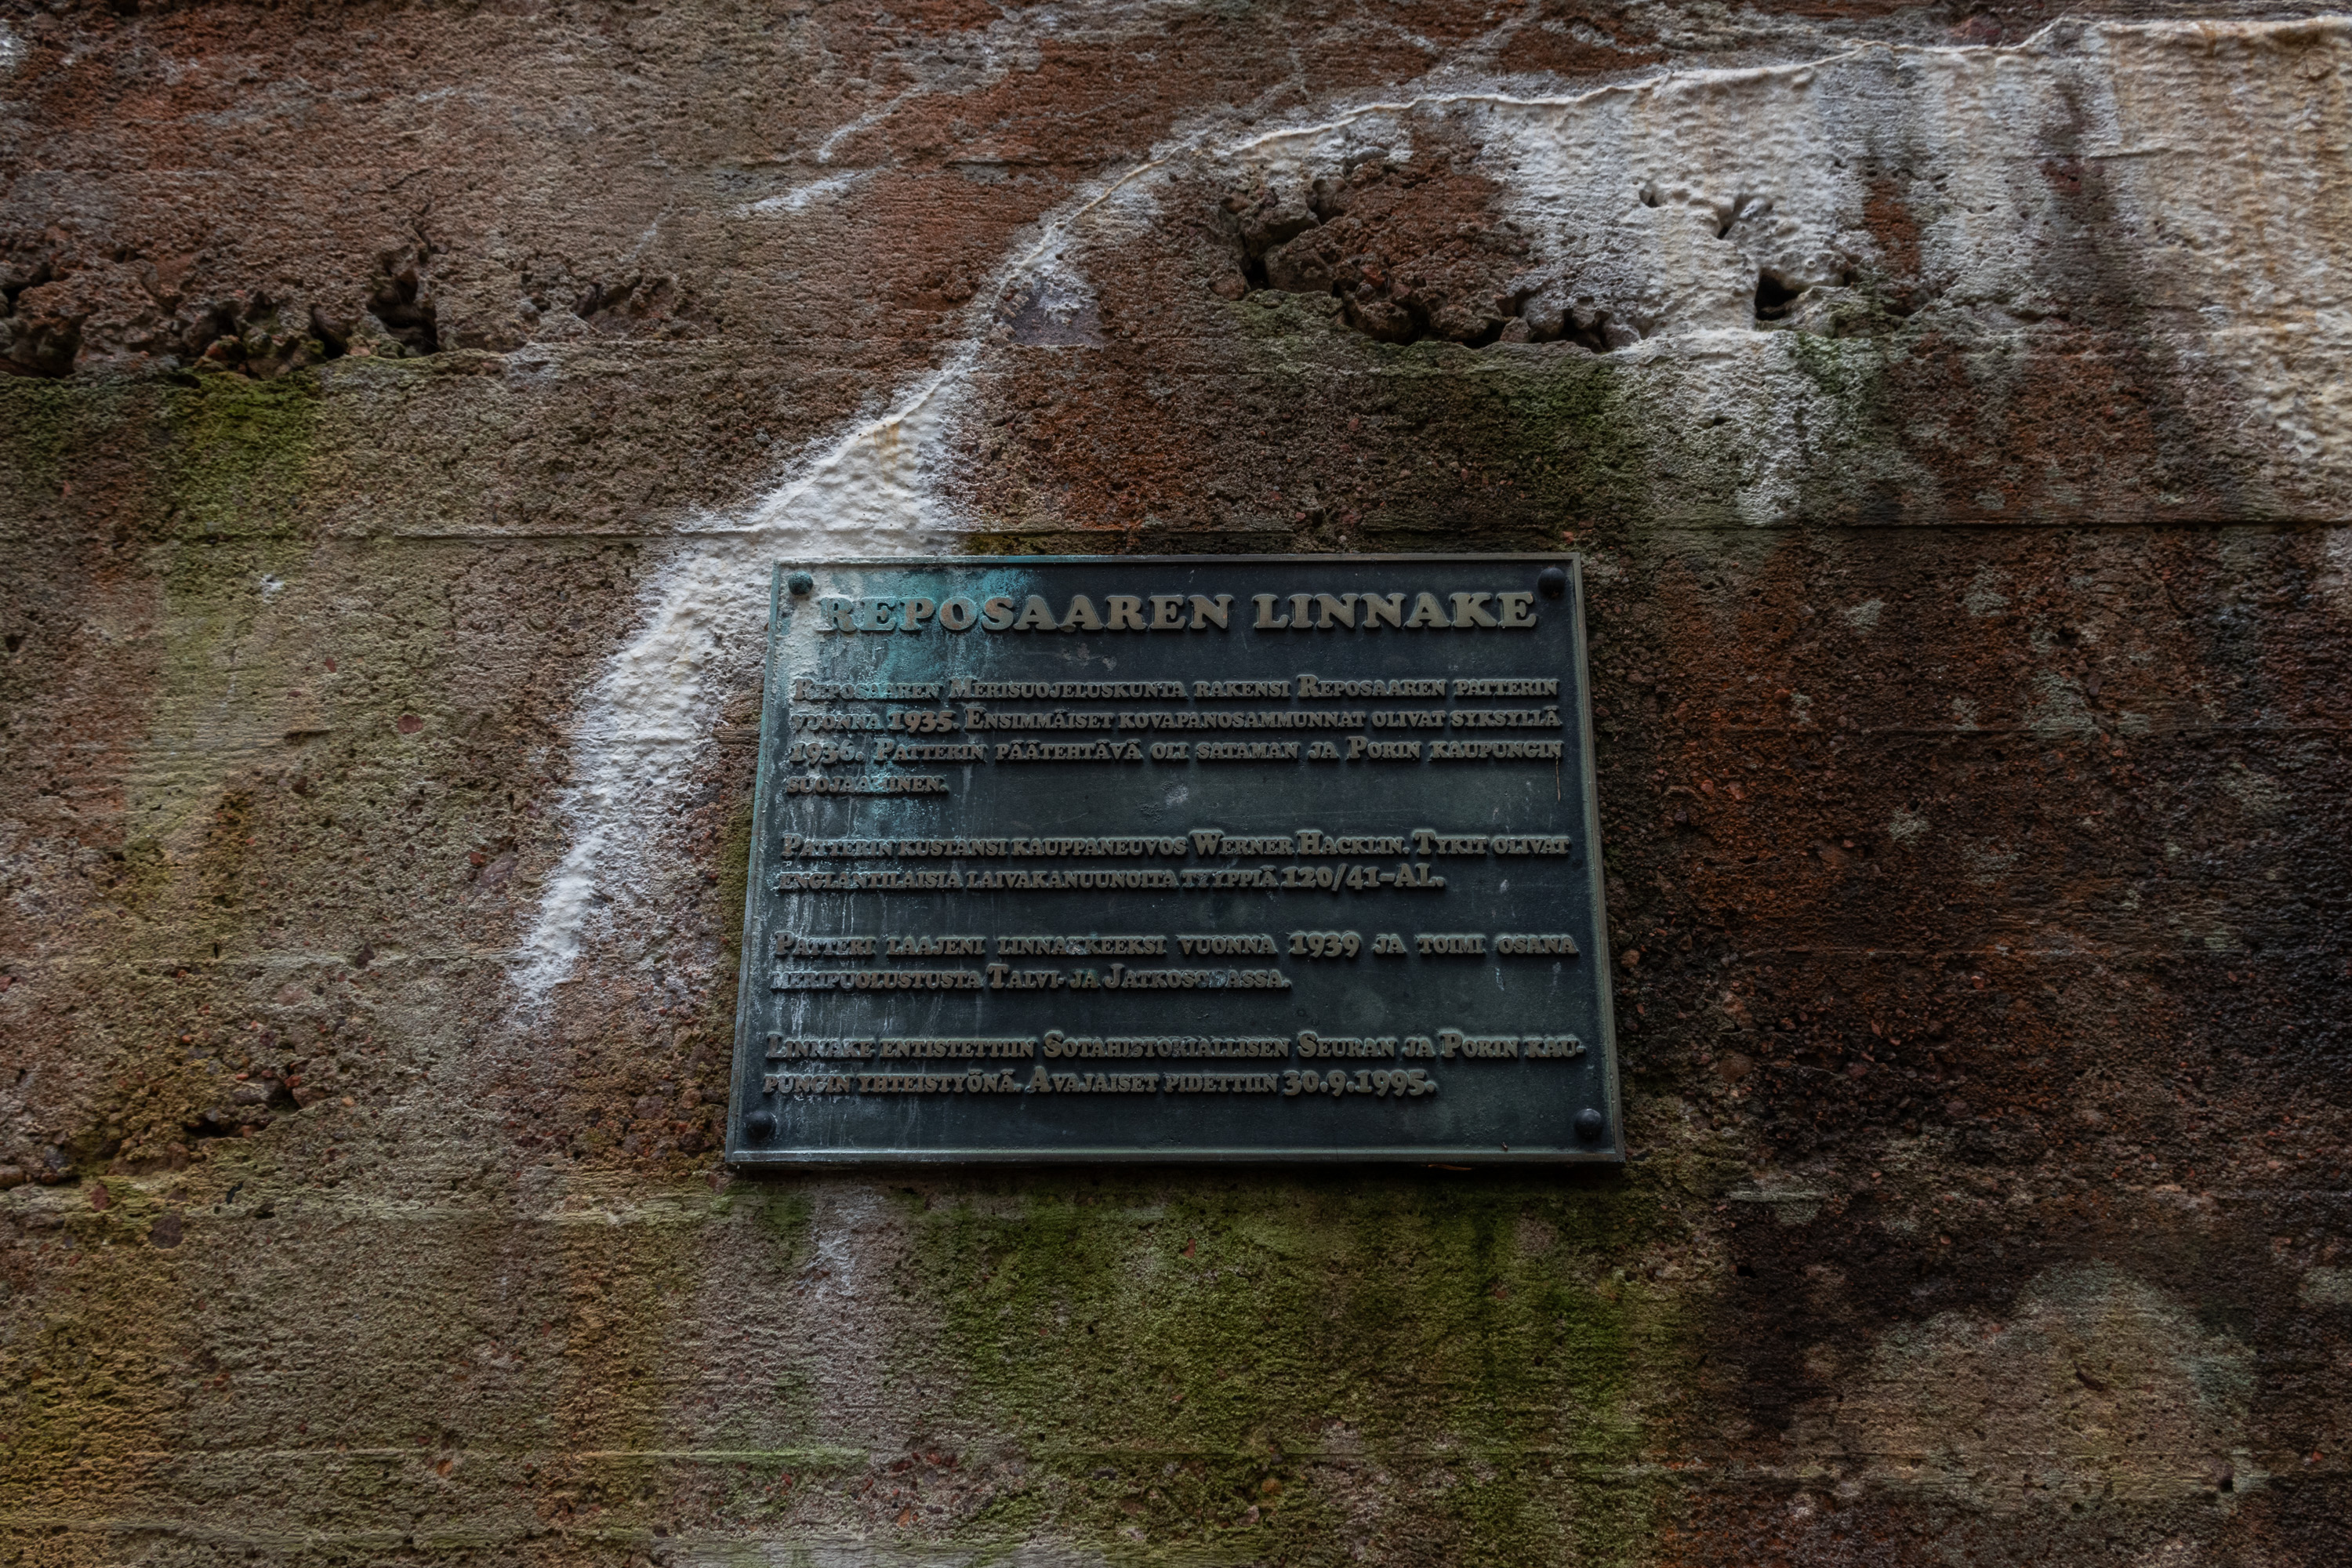 REPOSAAREN LINNAKE
REPOSAAREN MERISUOJELUSKUNTA RAKENSI REPOSAAREN PATTERIN
VUONNA 1935. ENSIMMÄISET KOVAPANOSAMMUNNAT OLIVAT SYKSYLLÄ
1936. PATTERIN PÄÄTEHTÄVÄ OLI SATAMAN JA PORIN KAUPUNGIN
SUOJAAMINEN.
PATTERIN KUSTANSI KAUPPANEUVOS WERNER HACKLIN. TYKIT OLIVAT
ENGLANTILAISIA LAIVAKANUUNOITA TYYPPIÄ 120/41-AL.
PATTERI LAAJENI LINNAKKEEKSI VUONNA 1939 JA TOIMI OSANA
MERIPUOLUSTUSTA TALVI- JA JATKOSODASSA.
LINNAKE ENTISTETTIIN SOTAHISTORIALLISEN SEURAN JA PORIN KAU-
PUNGIN YHTEISTYÖNÄ. AVAJAISET PIDETTIIN 30.9.1995.